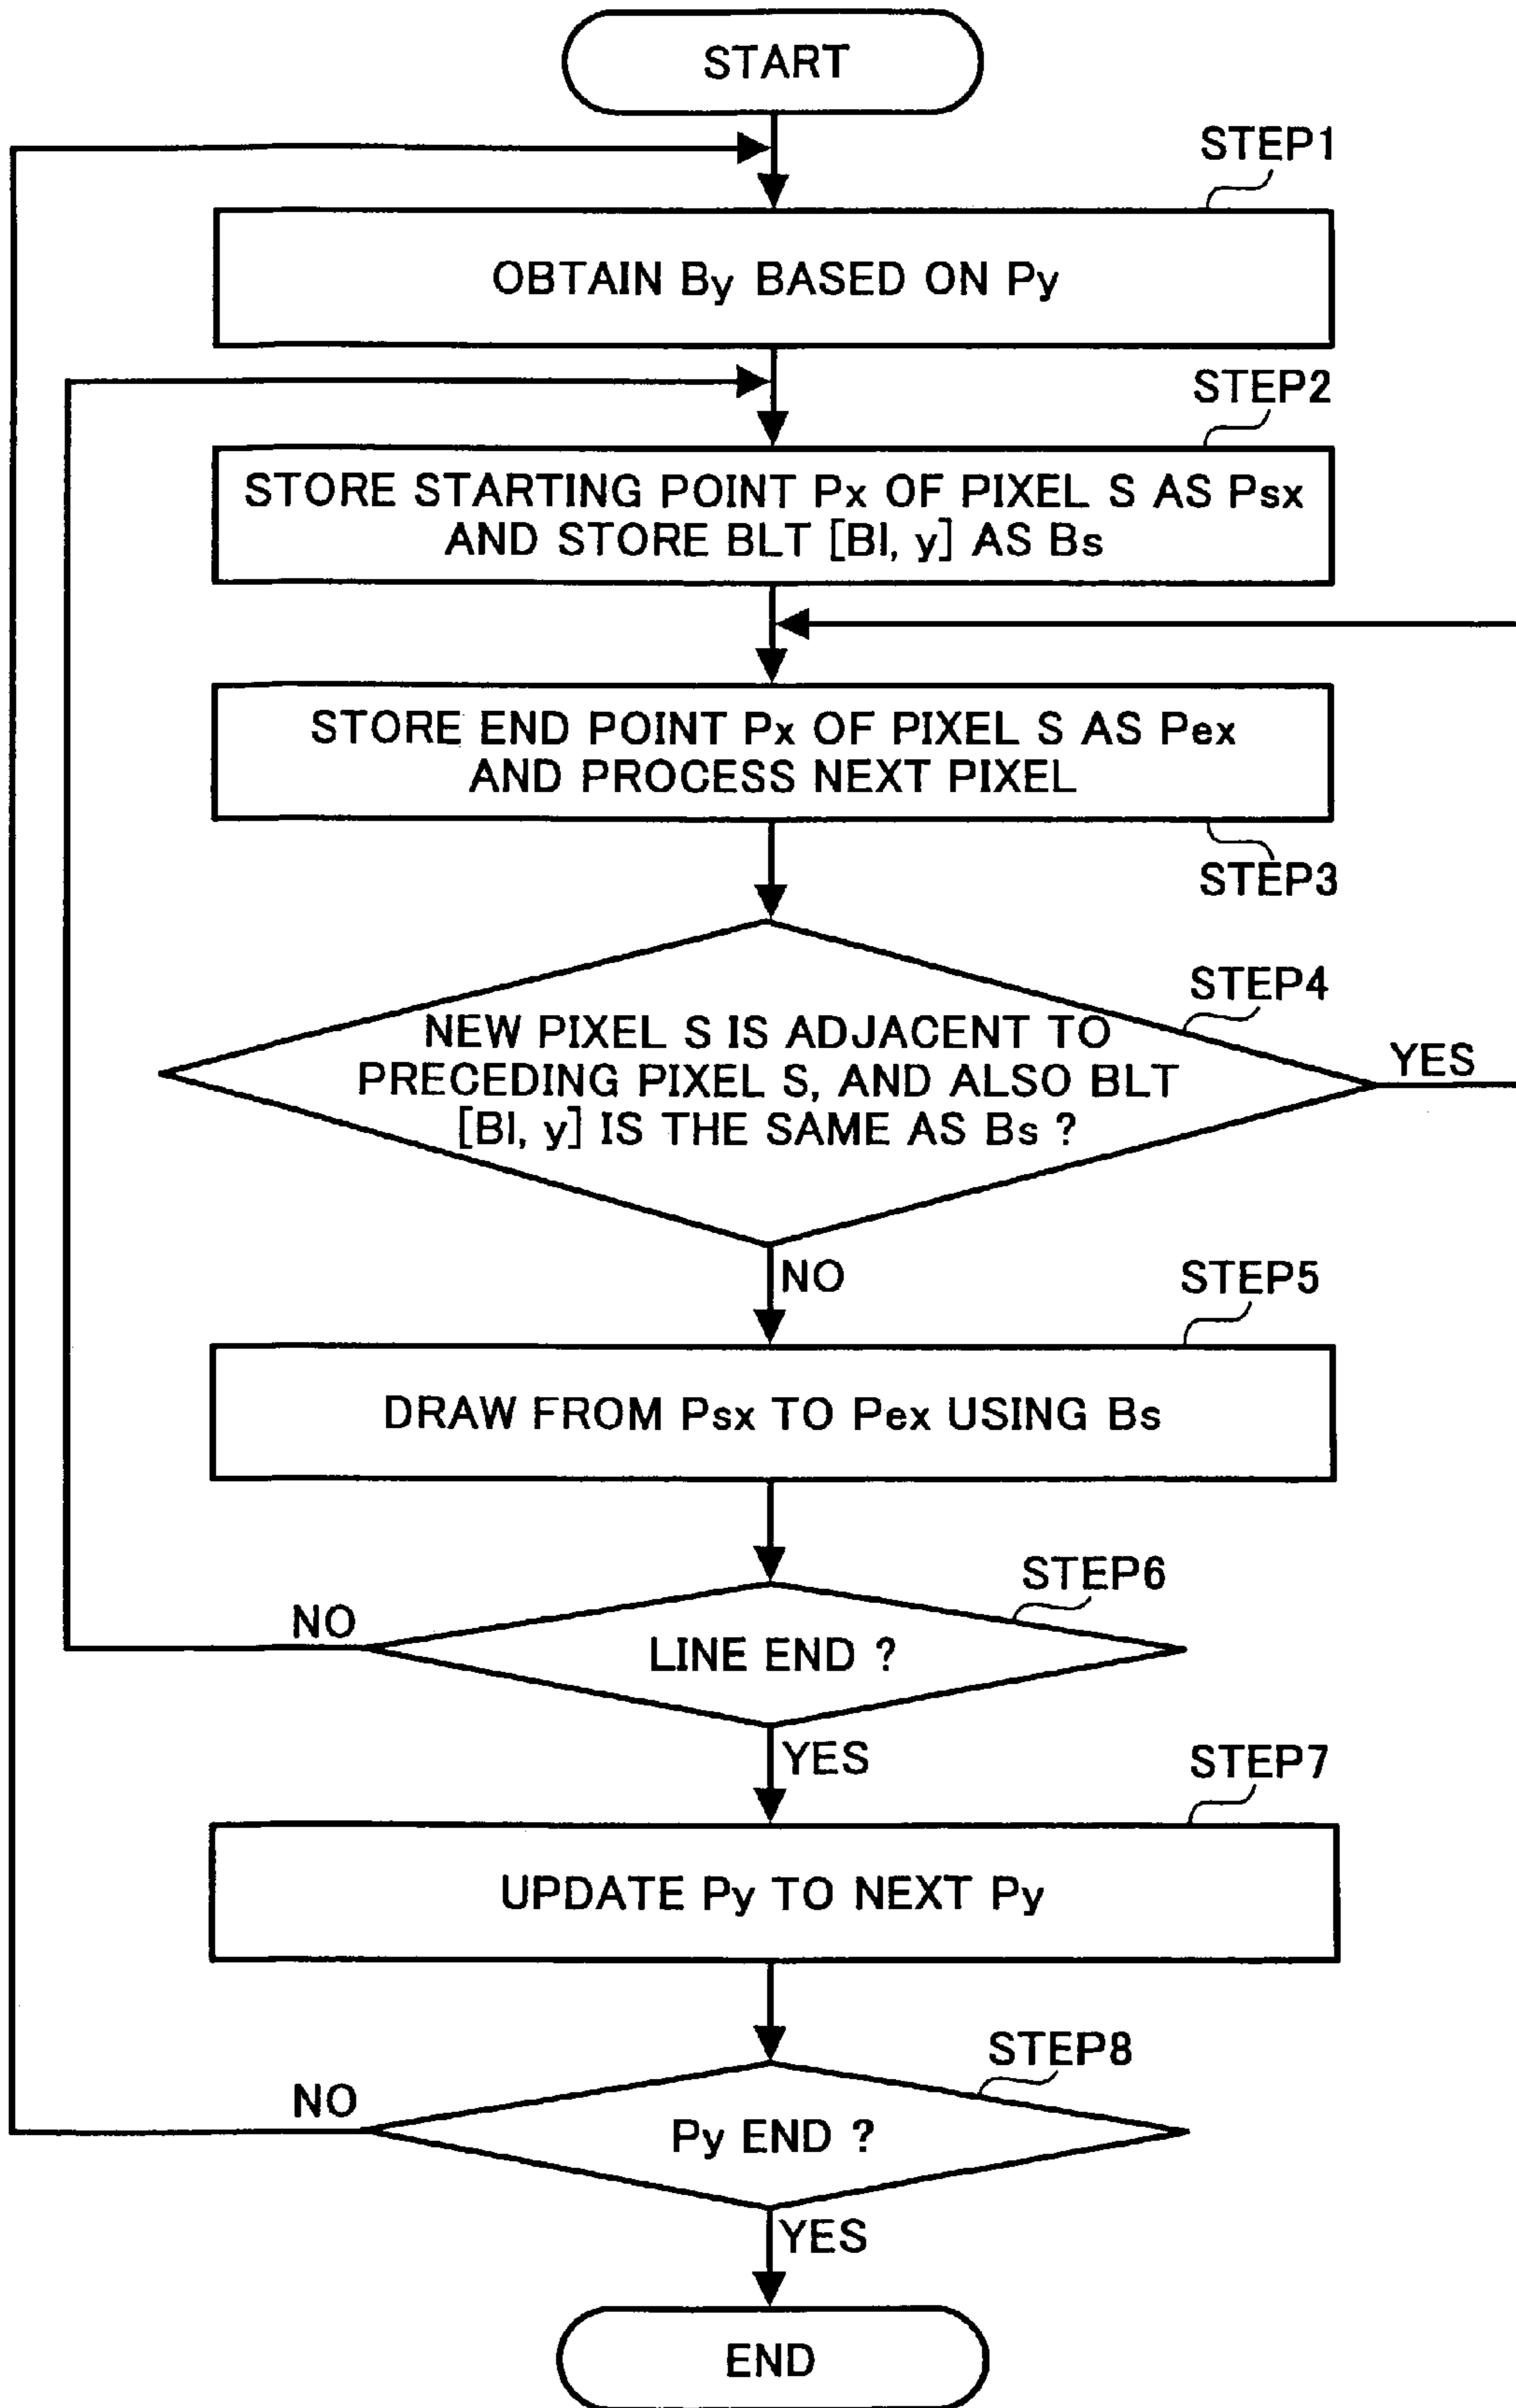 START
STEP1
OBTAIN By BASED ON Py
STEP2
STORE STARTING POINT Px OF PIXEL S AS Psx
AND STORE BLT [Bl, y] AS Bs
STORE END POINT Px OF PIXEL S AS Pex
AND PROCESS NEXT PIXEL
STEP3
STEP4
NEW PIXEL S IS ADJACENT TO
PRECEDING PIXEL S, AND ALSO BLT
[Bl, y] IS THE SAME AS Bs ?
YES
NO
STEP5
DRAW FROM Psx TO Pex USING Bs
STEP6
NO
LINE END ?
YES
STEP7
UPDATE Py TO NEXT Py
STEP8
NO
Py END ?
YES
END